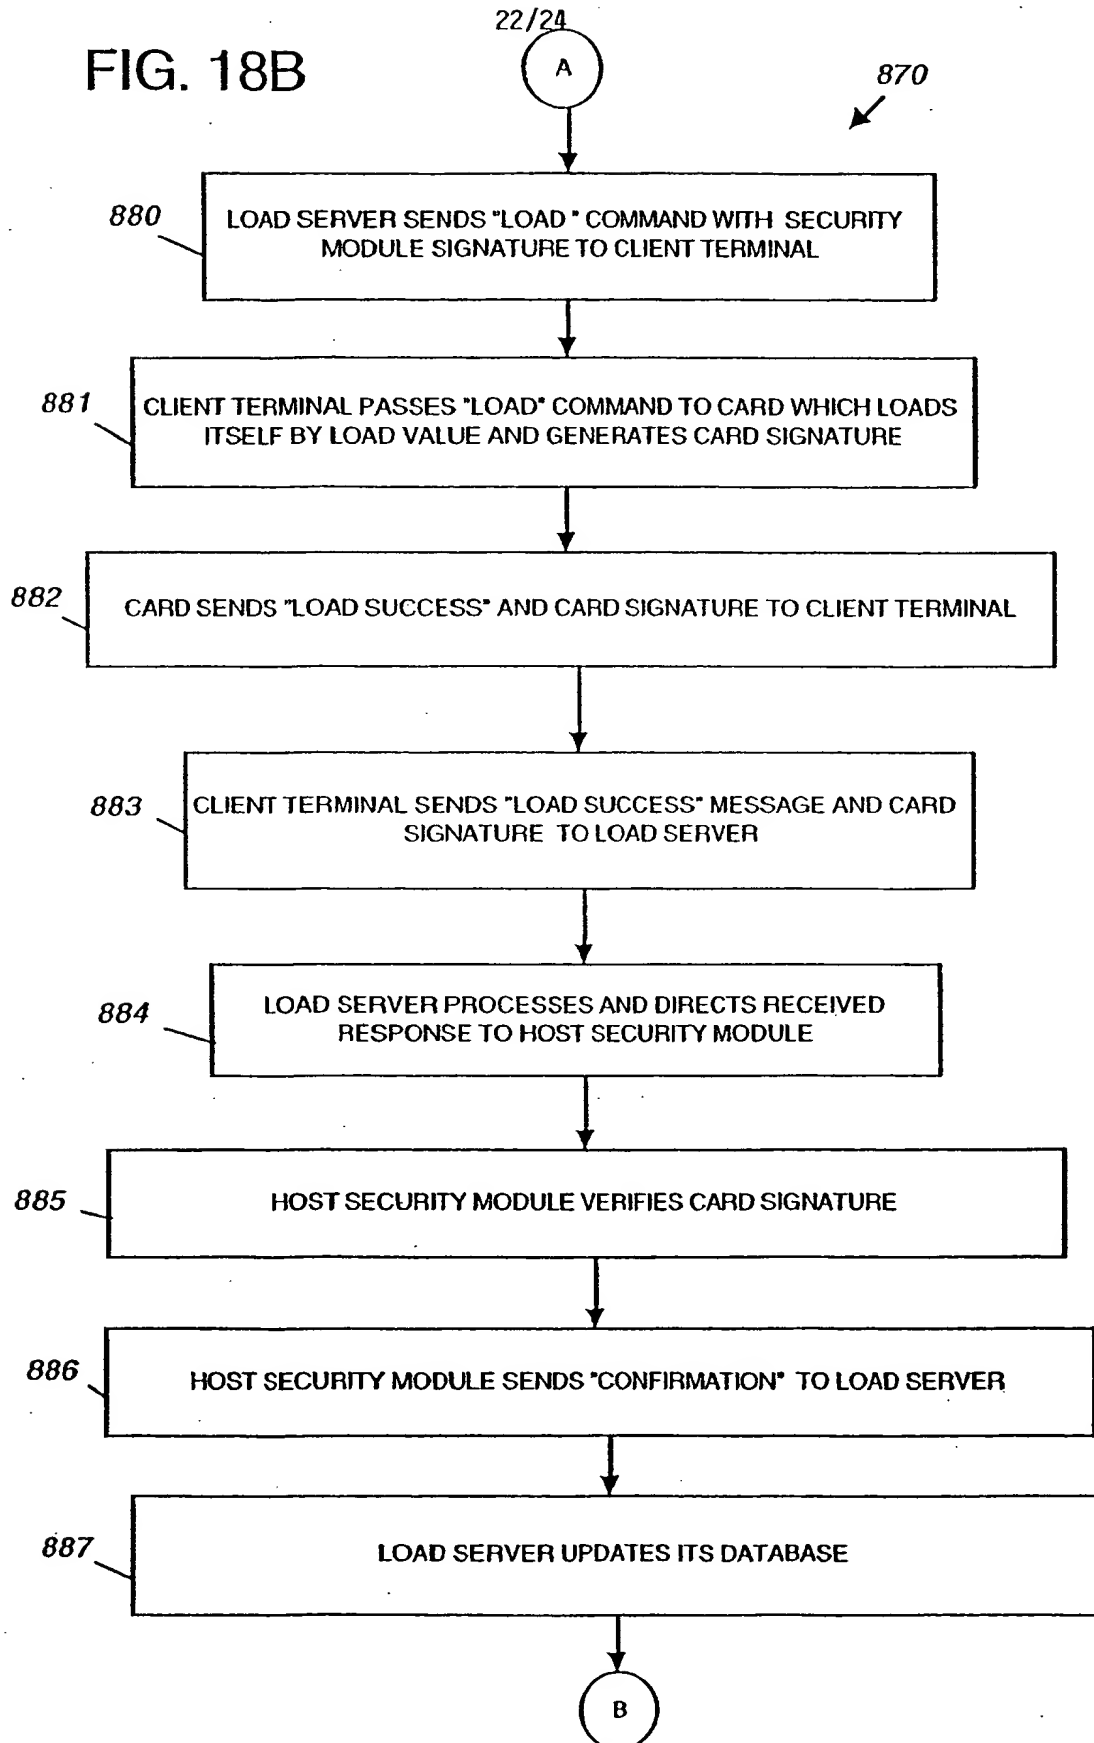 22/24
FIG. 18B
A
870
880
LOAD SERVER SENDS "LOAD " COMMAND WITH SECURITY
MODULE SIGNATURE TO CLIENT TERMINAL
881
CLIENT TERMINAL PASSES "LOAD" COMMAND TO CARD WHICH LOADS
ITSELF BY LOAD VALUE AND GENERATES CARD SIGNATURE
882
CARD SENDS "LOAD SUCCESS" AND CARD SIGNATURE TO CLIENT TERMINAL
883
CLIENT TERMINAL SENDS "LOAD SUCCESS" MESSAGE AND CARD
SIGNATURE TO LOAD SERVER
884
LOAD SERVER PROCESSES AND DIRECTS RECEIVED
RESPONSE TO HOST SECURITY MODULE
885
HOST SECURITY MODULE VERIFIES CARD SIGNATURE
886
HOST SECURITY MODULE SENDS "CONFIRMATION" TO LOAD SERVER
887
LOAD SERVER UPDATES ITS DATABASE
B